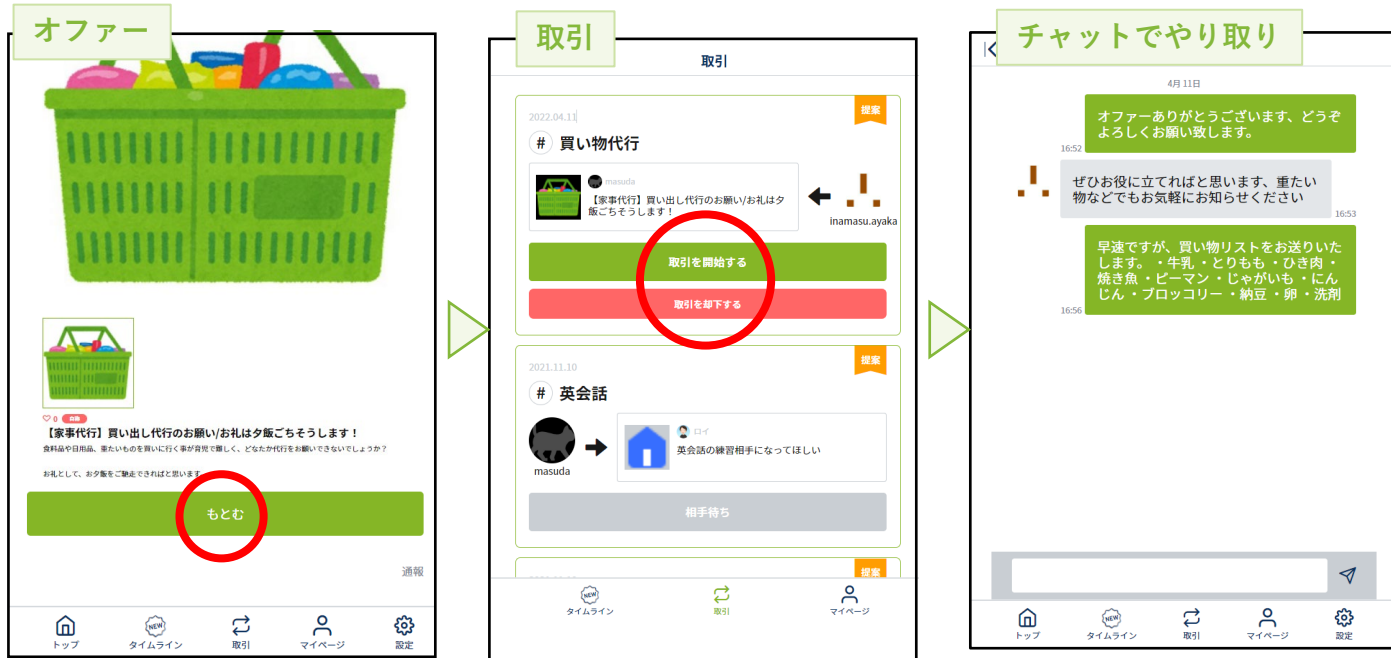 オファー
♡ 0
【家事代行】買い出し代行のお願い/お礼は夕飯ごちそうします！
食料品や日用品、重たいものを買いに行く事が育児で難しく、どなたか代行をお願いできないでしょうか？
お礼として、お夕飯をご馳走できればと思います
もとむ
通報
NEW
トップ
タイムライン
取引
マイページ
設定
取引
取引
提案
2022.04.11
# 買い物代行
masuda
【家事代行】買い出し代行のお願い/お礼は夕
飯ごちそうします！
inamasu.ayaka
取引を開始する
取引を却下する
提案
2021.11.10
# 英会話
ロイ
英会話の練習相手になってほしい
masuda
相手待ち
提案
NEW
タイムライン
取引
マイページ
チャットでやり取り
4月 11日
オファーありがとうございます、どうぞ
よろしくお願い致します。
16:52
ぜひお役に立てればと思います、重たい
物などでもお気軽にお知らせください
16:53
早速ですが、買い物リストをお送りいた
します。 ・牛乳 ・とりもも ・ひき肉 ・
焼き魚 ・ピーマン ・じゃがいも ・にん
じん ・ブロッコリー ・納豆 ・卵 ・洗剤
16:56
NEW
トップ
タイムライン
取引
マイページ
設定